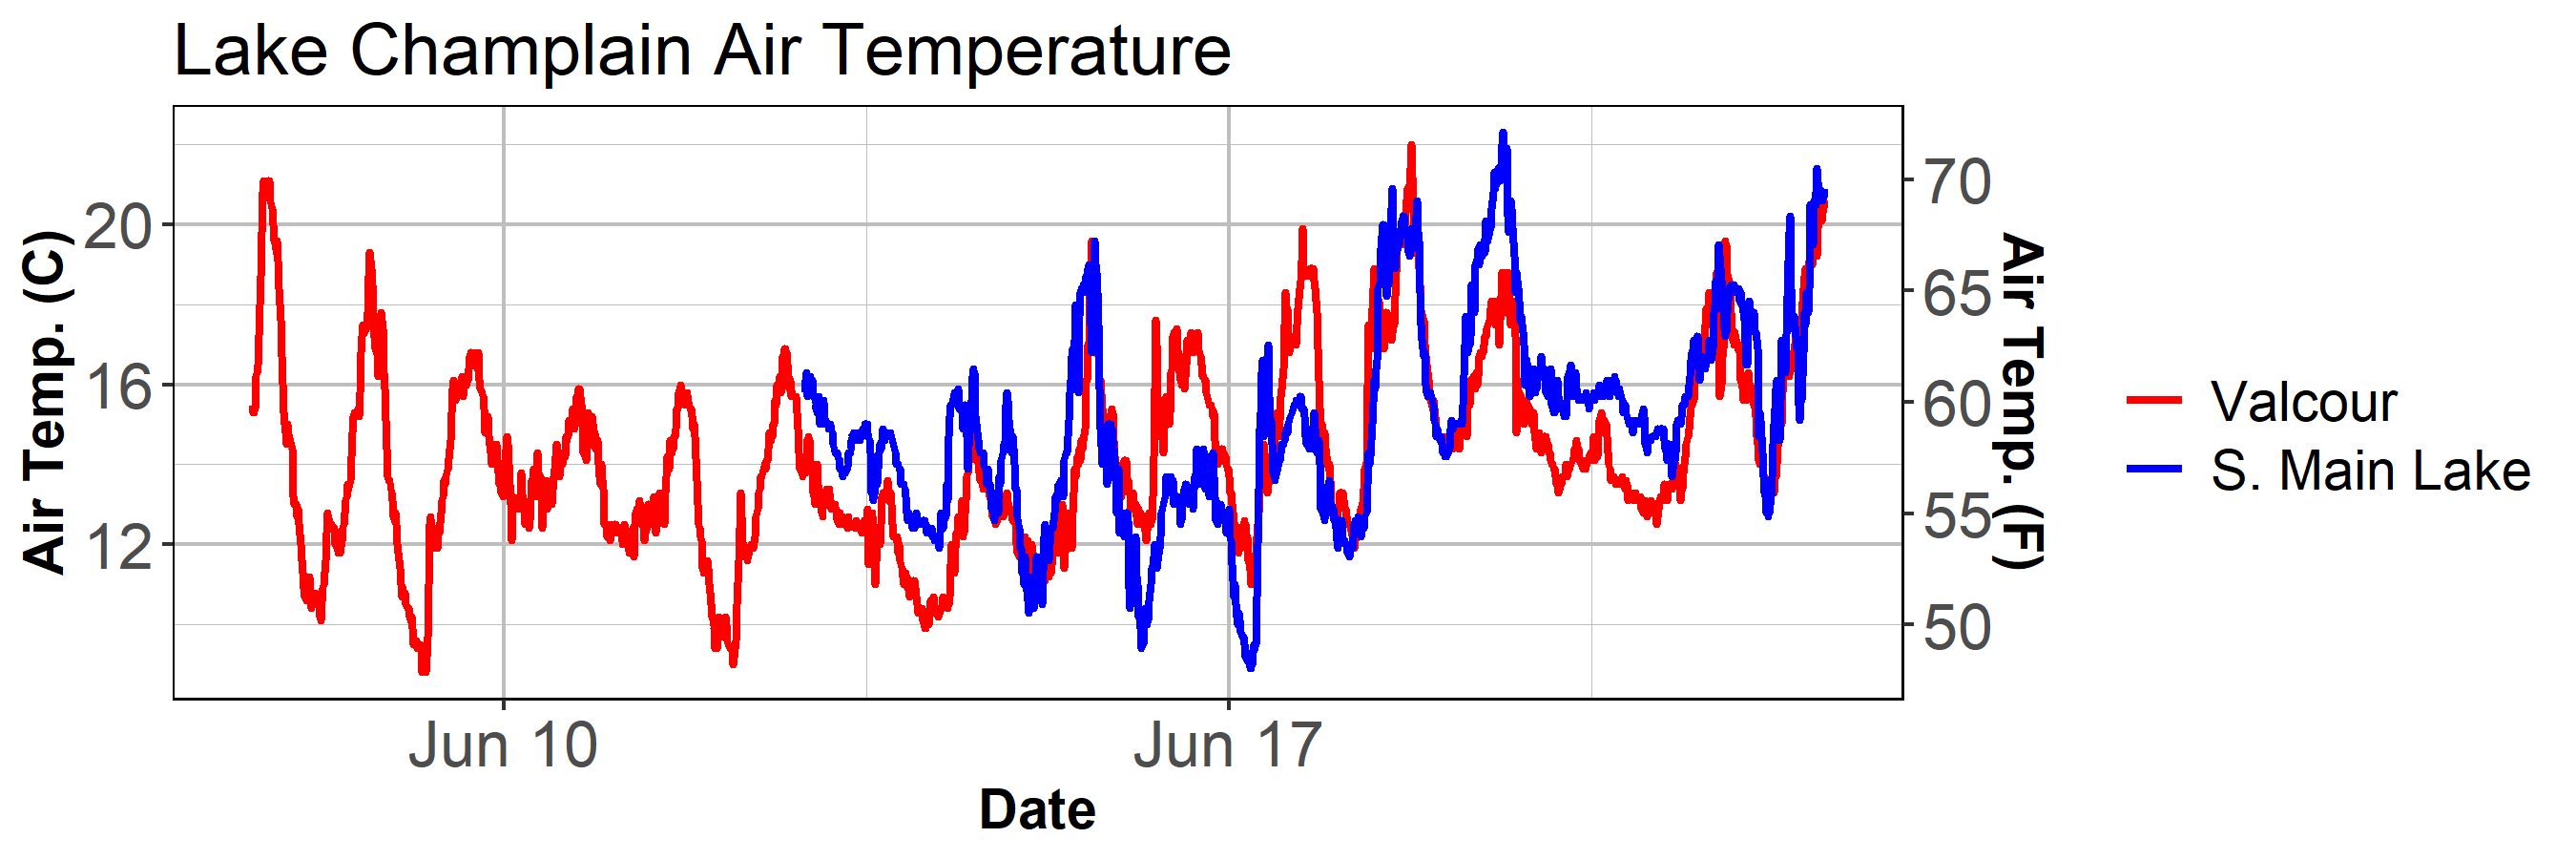 Lake Champlain Air Temperature
Air Temp. (C)
20
16
12
70
65
60
55
50
Air Temp. (F)
Jun 10
Jun 17
Date
Valcour
S. Main Lake